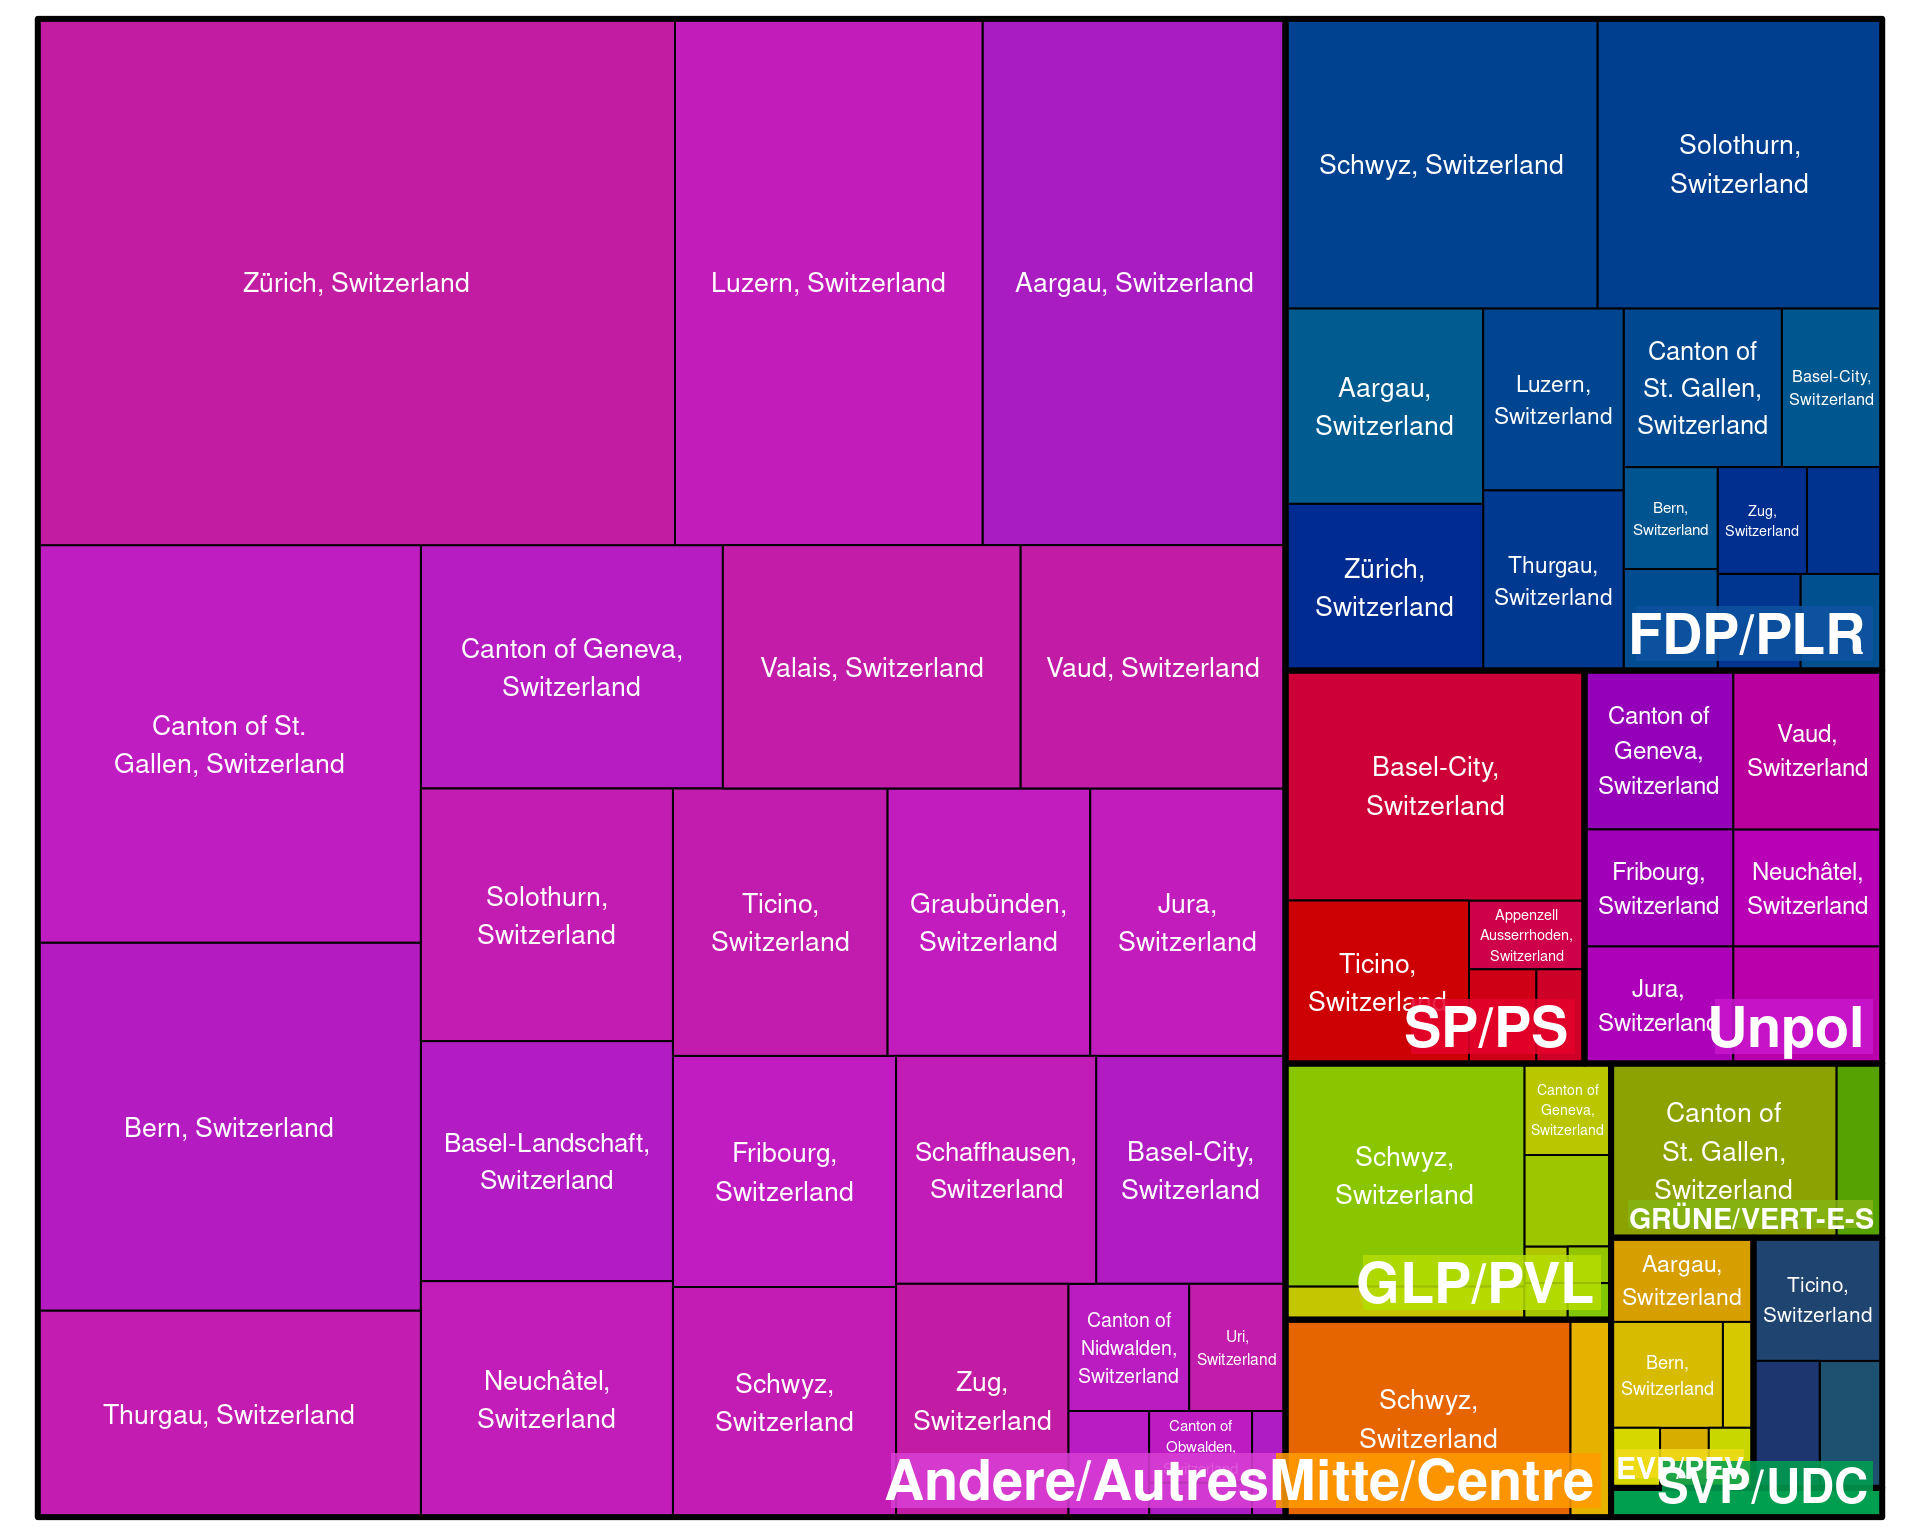 Zürich, Switzerland
Luzern, Switzerland
Aargau, Switzerland
Canton of St.
Gallen, Switzerland
Bern, Switzerland
Thurgau, Switzerland
Canton of Geneva,
Switzerland
Valais, Switzerland
Vaud, Switzerland
Solothurn,
Switzerland
Basel-Landschaft,
Switzerland
Neuchâtel,
Switzerland
Ticino,
Switzerland
Graubünden,
Switzerland
Jura,
Switzerland
Fribourg,
Switzerland
Schaffhausen,
Switzerland
Basel-City,
Switzerland
Schwyz,
Switzerland
Zug,
Switzerland
Canton of
Nidwalden,
Switzerland
Uri,
Switzerland
Canton of
Obwalden,
Switzerland
Andere/Autres
Schwyz, Switzerland
Solothurn,
Switzerland
Aargau,
Switzerland
Zürich,
Switzerland
Luzern,
Switzerland
Thurgau,
Switzerland
Canton of
St. Gallen,
Switzerland
Basel-City,
Switzerland
Bern,
Switzerland
Zug,
Switzerland
FDP/PLR
Basel-City,
Switzerland
Ticino,
Switzerland
Appenzell
Ausserrhoden,
Switzerland
SP/PS
Canton of
Geneva,
Switzerland
Vaud,
Switzerland
Fribourg,
Switzerland
Neuchâtel,
Switzerland
Jura,
Switzerland
Unpol
Schwyz,
Switzerland
Canton of
Geneva,
Switzerland
GLP/PVL
Canton of
St. Gallen,
Switzerland
GRÜNE/VERT-E-S
Schwyz,
Switzerland
Mitte/Centre
Aargau,
Switzerland
Bern,
Switzerland
EVP/PEV
Ticino,
Switzerland
SVP/UDC